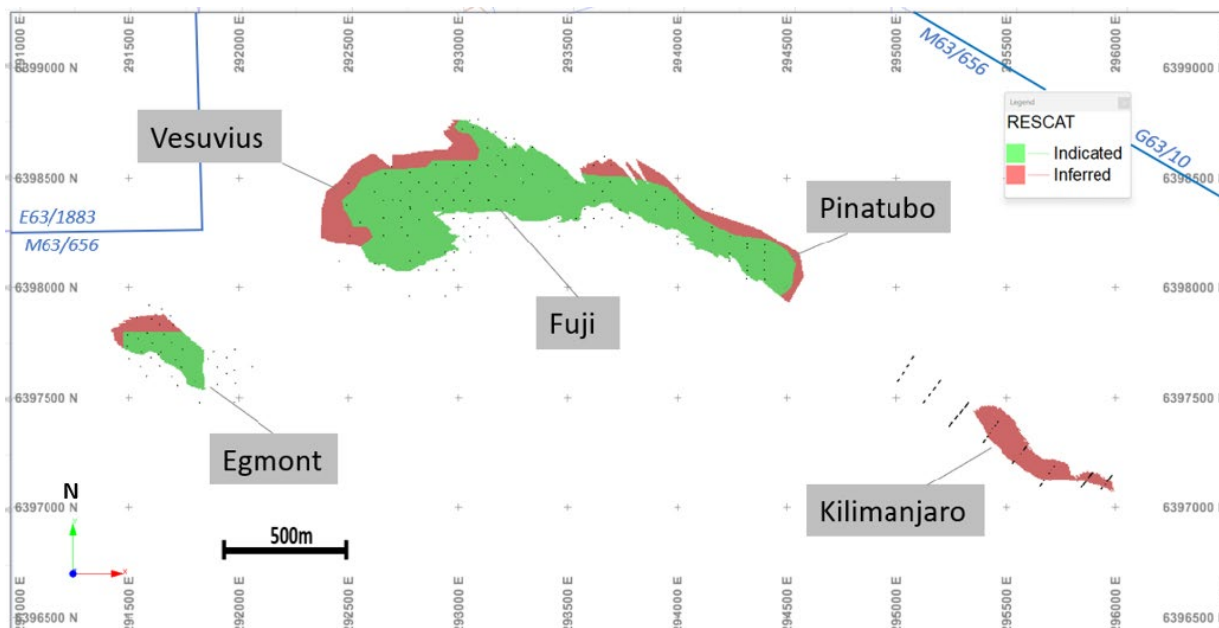 291000 E
291500 E
292000 E
292500 E
293000 E
293500 E
294000 E
294500 E
295000 E
295500 E
296000 E
6399000 N
6399000 N
M63/656
Legend
RESCAT
Indicated
Inferred
G63/10
Vesuvius
6398500 N
6398500 N
Pinatubo
E63/1883
M63/656
6398000 N
6398000 N
Fuji
6397500 N
6397500 N
Egmont
Kilimanjaro
N
6397000 N
6397000 N
500m
6396500 N
6396500 N
291000 E
291500 E
292000 E
292500 E
293000 E
293500 E
294000 E
294500 E
295000 E
295500 E
296000 E